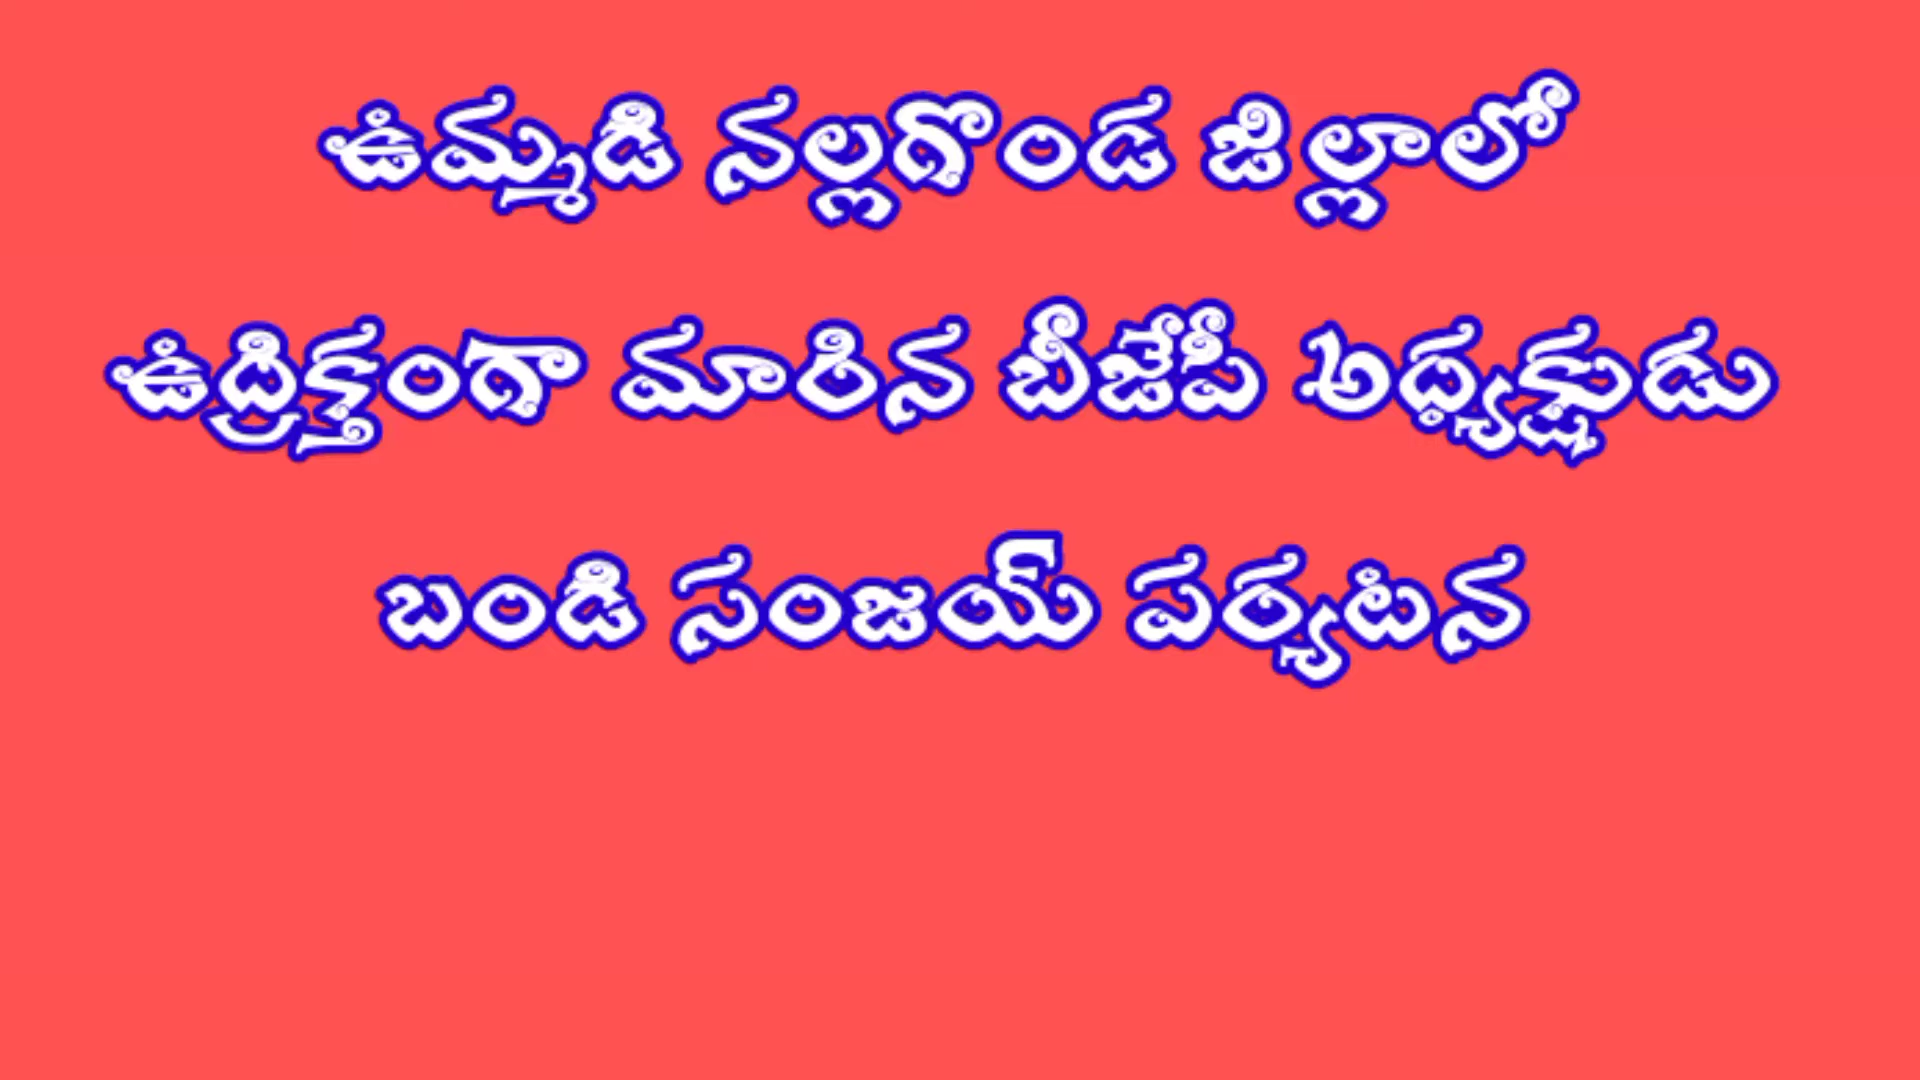 ఉమ్మడి నల్లగొండ జిల్లాలో
ఉద్రిక్తంగా మారిన బీజేపీ అధ్యక్షుడు
బండి సంజయ్ పర్యటన